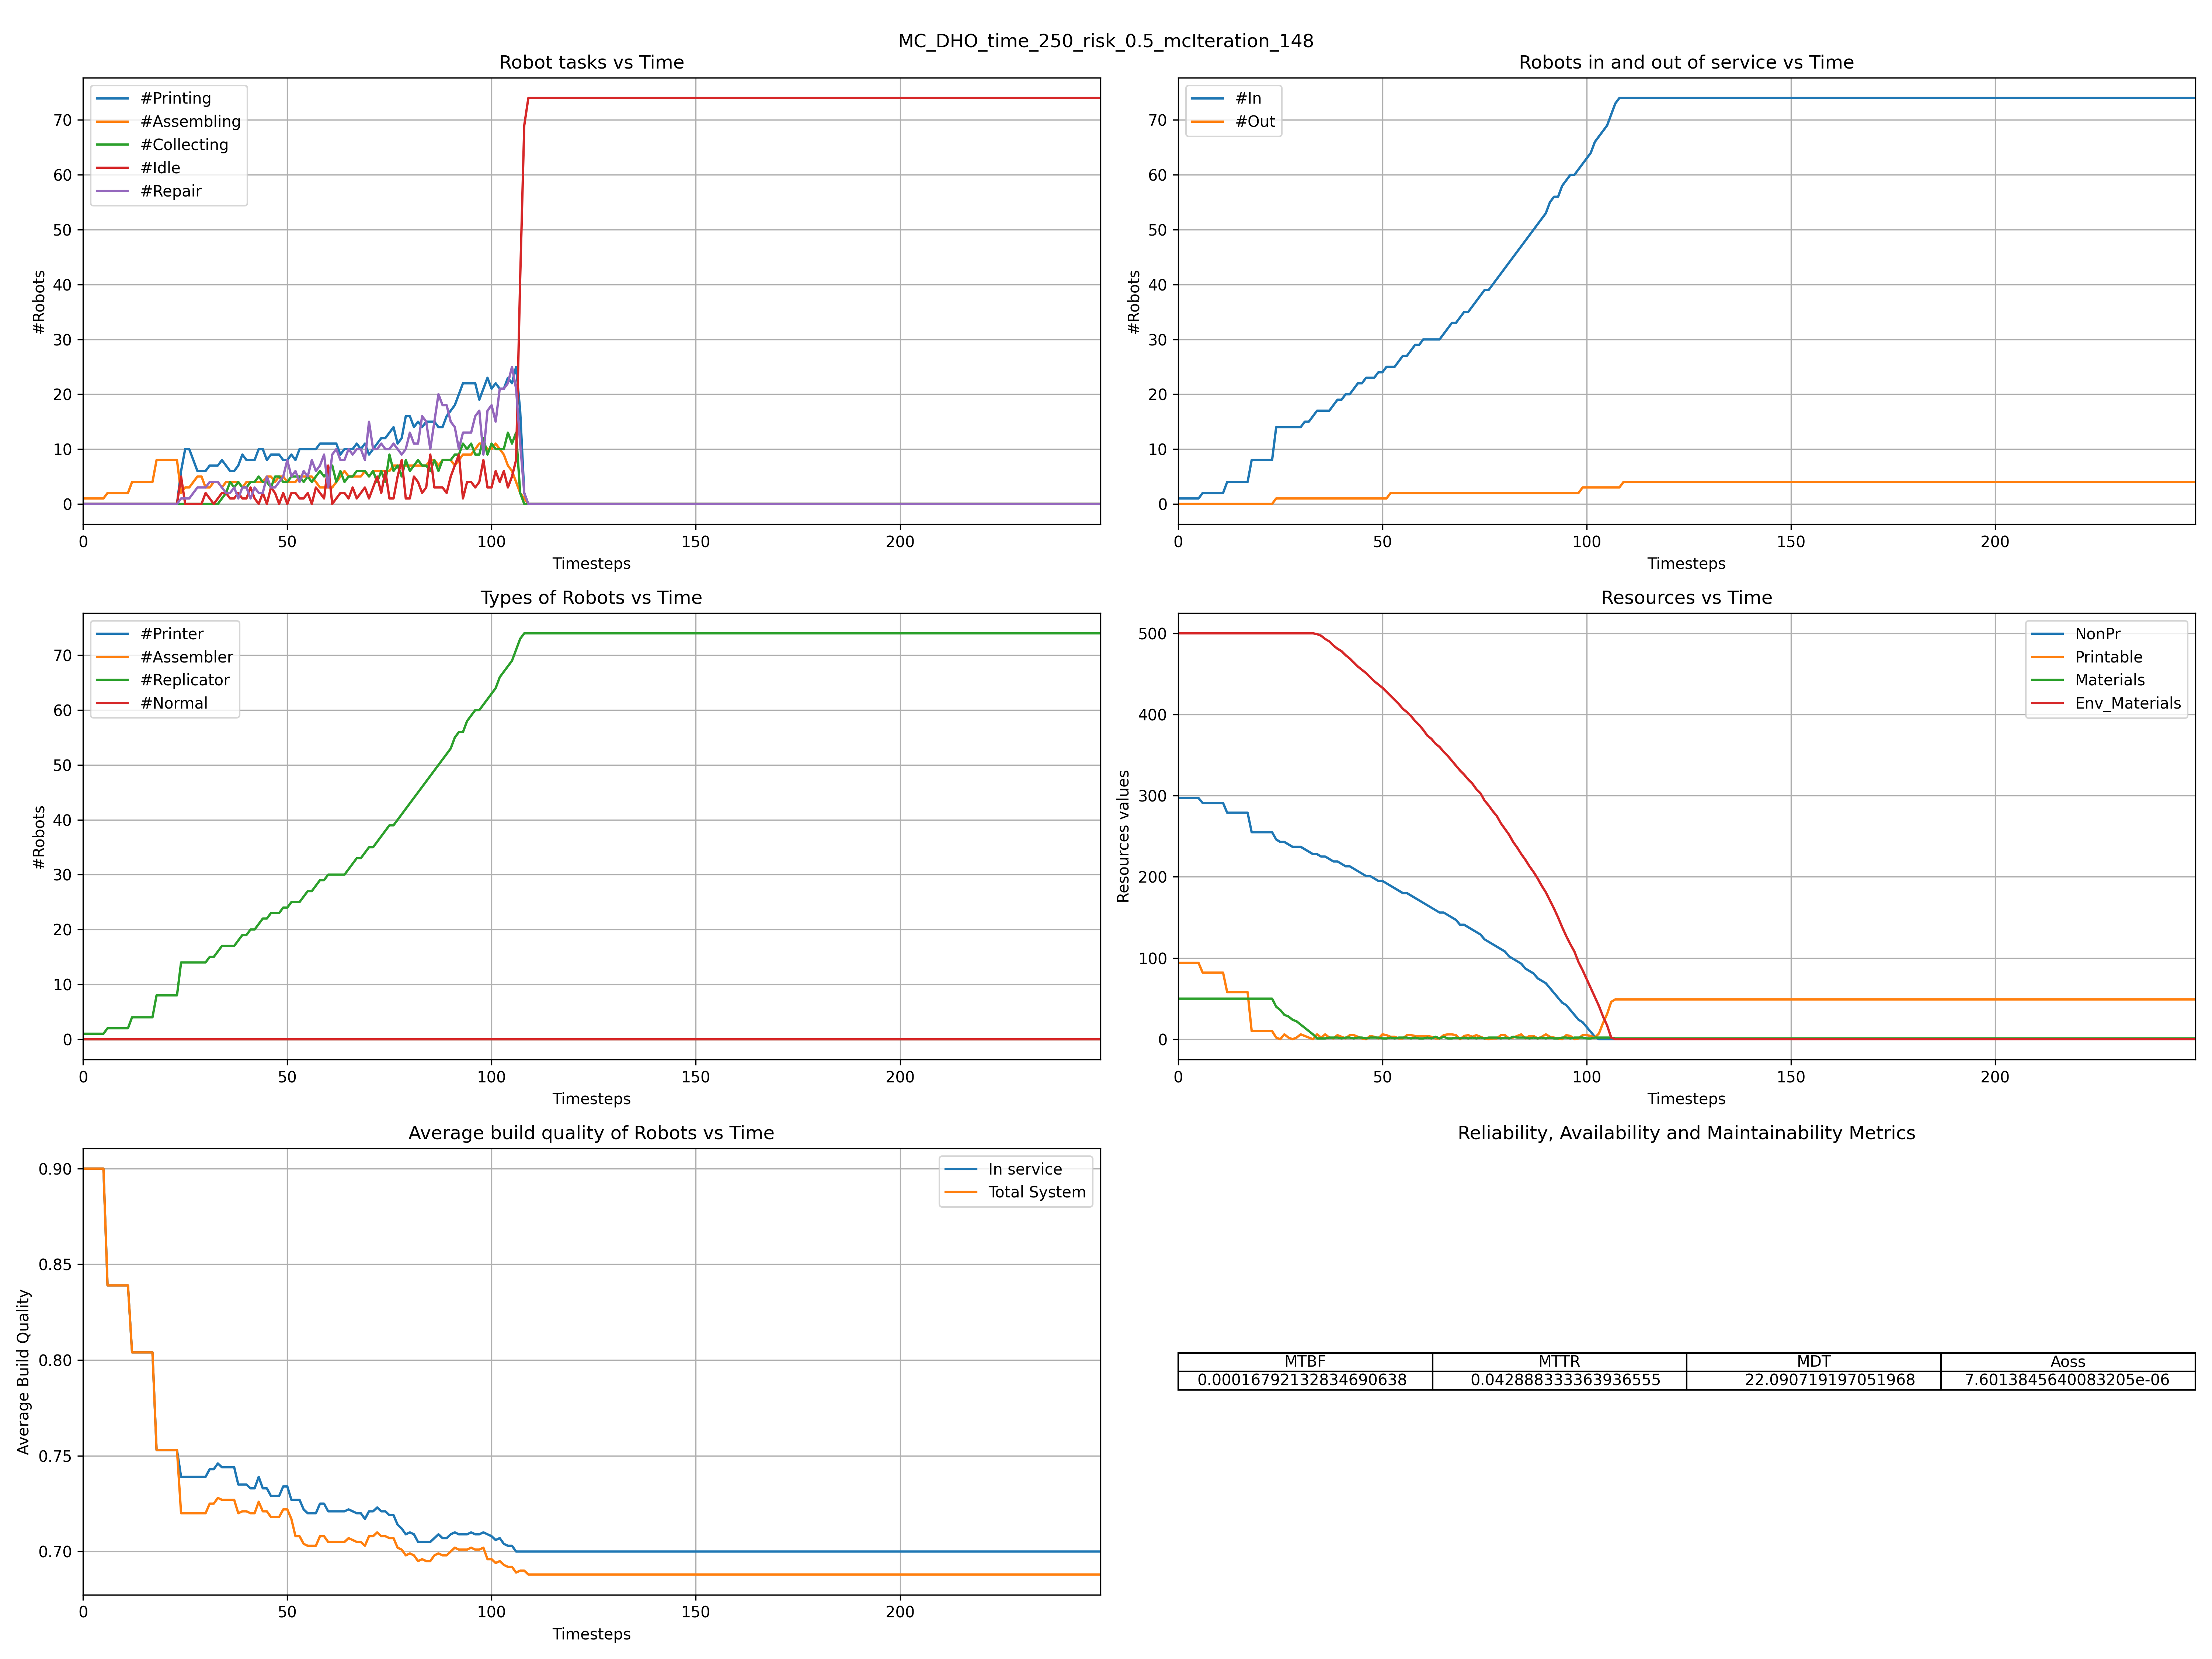 MC_DHO_time_250_risk_0.5_mcIteration_148
Robot tasks vs Time
#Printing
#Assembling
#Collecting
#Idle
#Repair
#Robots
70
60
50
40
30
20
10
0
0 50 100 150 200
Timesteps
Robots in and out of service vs Time
#In
#Out
#Robots
70
60
50
40
30
20
10
0
0 50 100 150 200
Timesteps
Types of Robots vs Time
#Printer
#Assembler
#Replicator
#Normal
#Robots
70
60
50
40
30
20
10
0
0 50 100 150 200
Timesteps
Resources vs Time
NonPr
Printable
Materials
Env_Materials
Resources values
500
400
300
200
100
0
0 50 100 150 200
Timesteps
Average build quality of Robots vs Time
In service
Total System
Average Build Quality
0.90
0.85
0.80
0.75
0.70
0 50 100 150 200
Timesteps
Reliability, Availability and Maintainability Metrics
MTBF MTTR MDT Aoss
0.00016792132834690638 0.042888333363936555 22.090719197051968 7.6013845640083205e-06